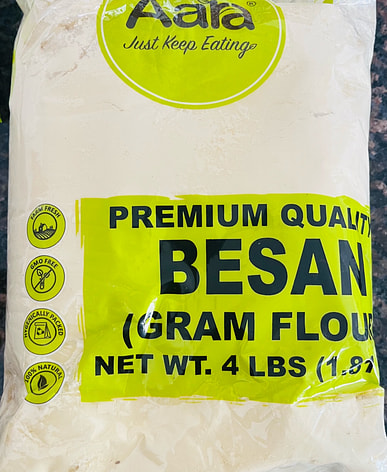 Aara®
Just Keep Eating
FARM FRESH
GMO FREE
HYGIENICALLY PACKED
100% NATURAL
PREMIUM QUALIT
BESAN
(GRAM FLOU
NET WT. 4 LBS (1.8